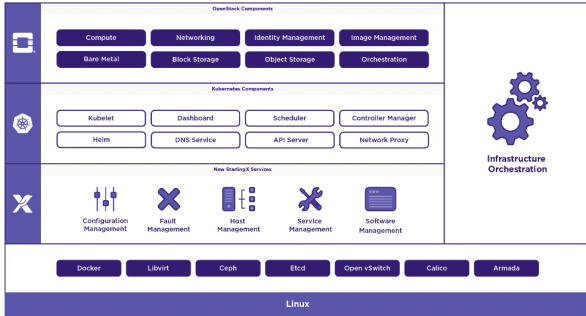 OpenStack Components
Compute
Networking
Identity Management
Image Management
Bare Metal
Block Storage
Object Storage
Orchestration
Kubernetes Components
Kubelet
Dashboard
Scheduler
Controller Manager
Helm
DNS Service
API Server
Network Proxy
New StarlingX Services
Configuration
Management
Fault
Management
Host
Management
Service
Management
Software
Management
Infrastructure
Orchestration
Docker
Libvirt
Ceph
Etcd
Open vSwitch
Calico
Armada
Linux